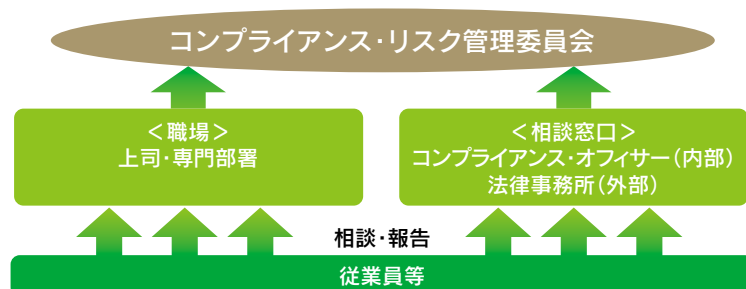 コンプライアンス・リスク管理委員会
＜職場＞
上司・専門部署
＜相談窓口＞
コンプライアンス・オフィサー（内部）
法律事務所（外部）
相談・報告
従業員等